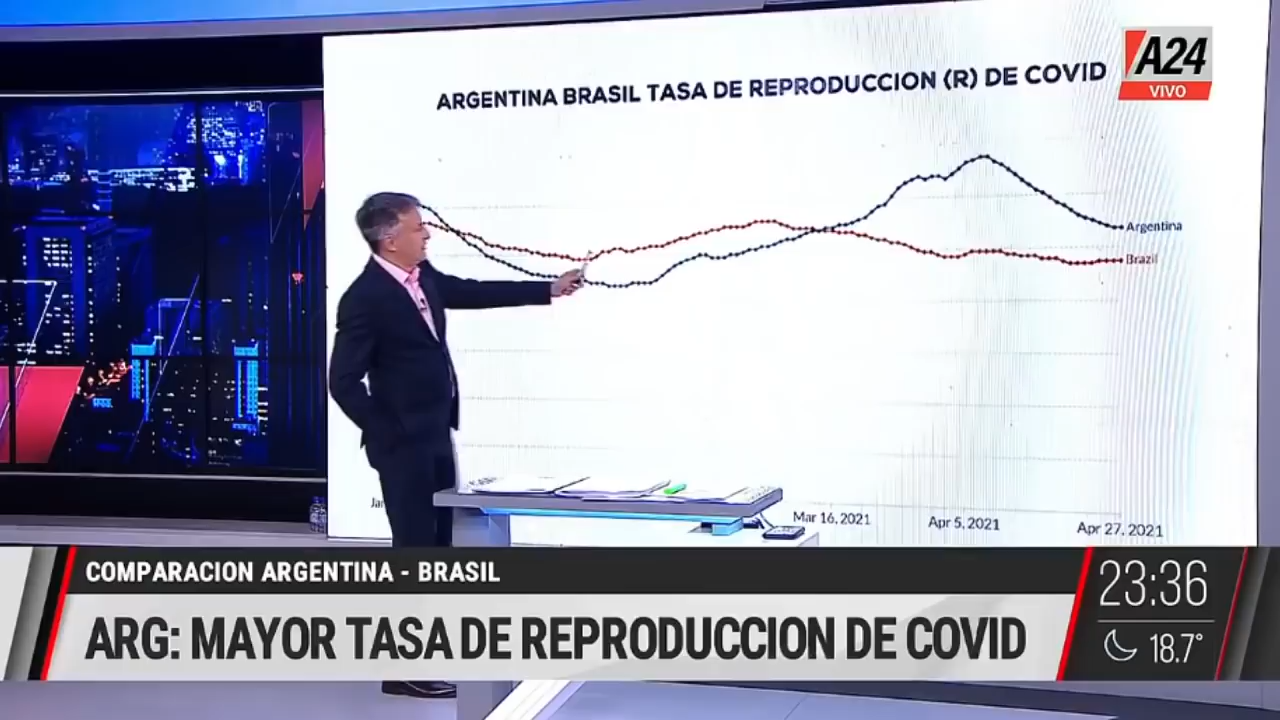 ARGENTINA BRASIL TASA DE REPRODUCCION (R) DE COVID
A24
VIVO
Argentina
Brazil
Mar 16, 2021
Apr 5, 2021
Apr 27, 2021
COMPARACION ARGENTINA - BRASIL
ARG: MAYOR TASA DE REPRODUCCION DE COVID
23:36
18.7°